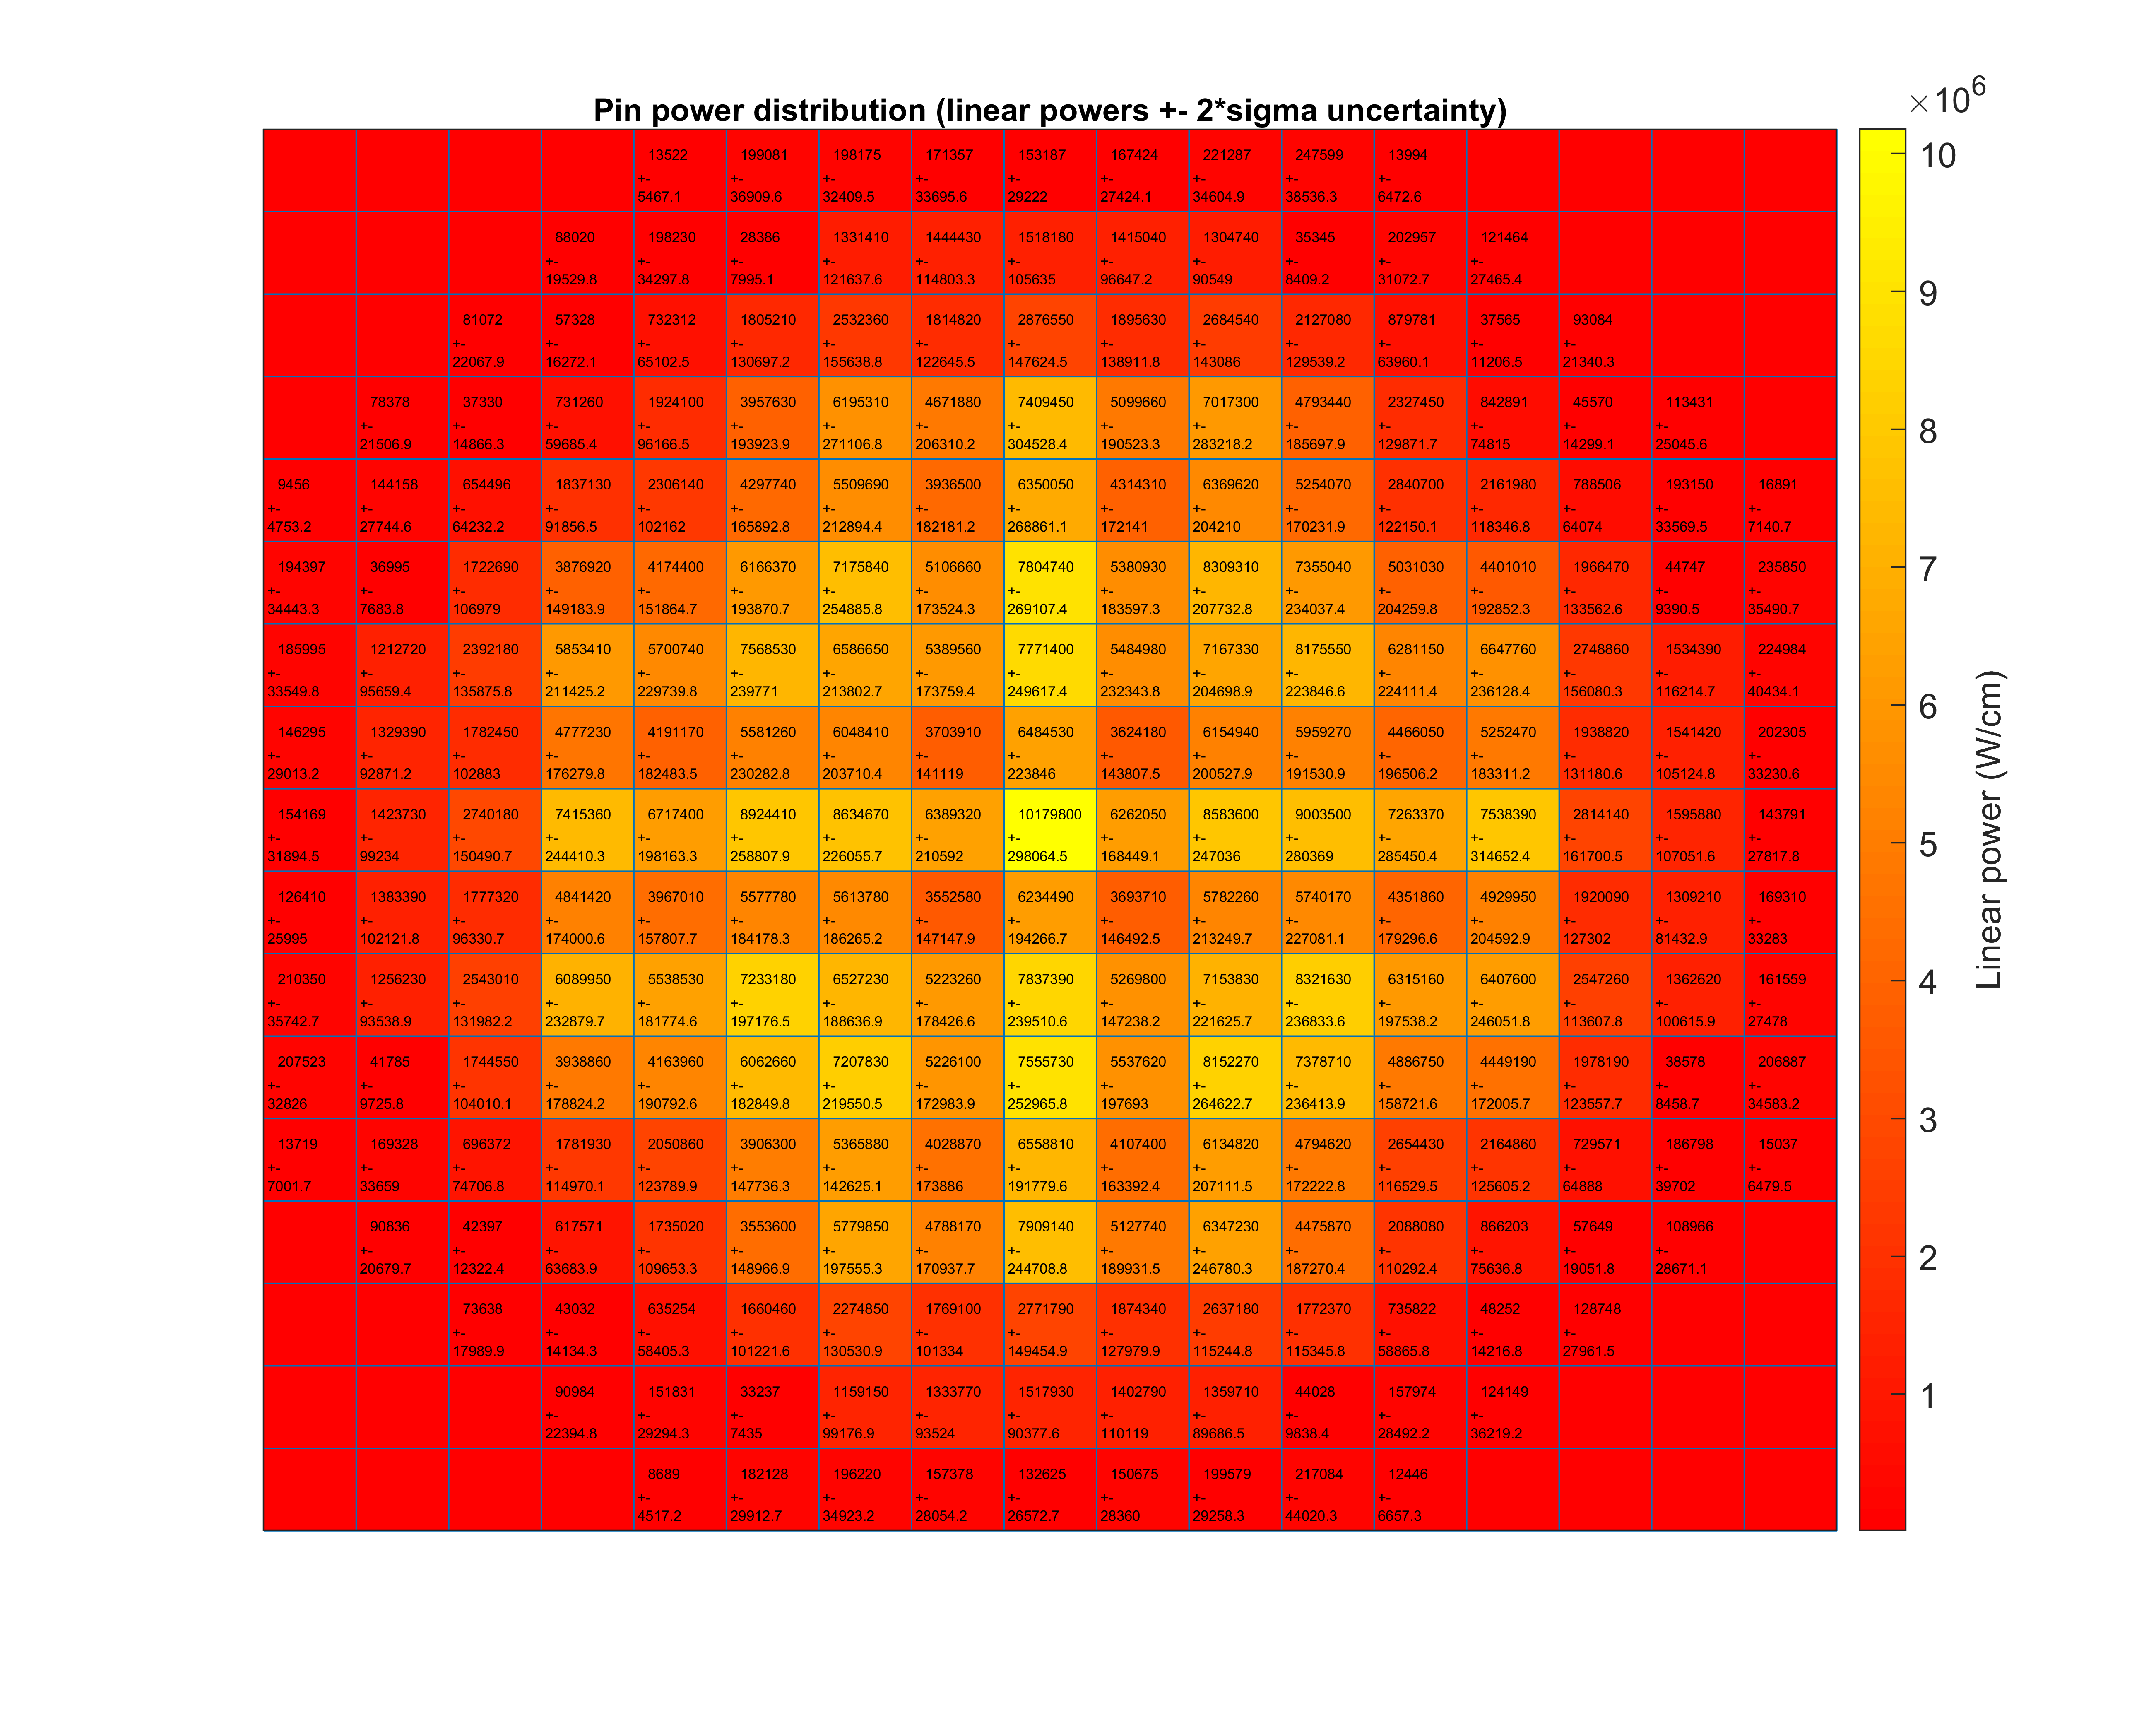 ×10^6
Pin power distribution (linear powers +- 2*sigma uncertainty)
13522 199081 198175 171357 153187 167424 221287 247599 13994
+- +- +- +- +- +- +- +- +-
5467.1 36909.6 32409.5 33695.6 29222 27424.1 34604.9 38536.3 6472.6
88020 198230 28386 1331410 1444430 1518180 1415040 1304740 35345 202957 121464
+- +- +- +- +- +- +- +- +- +- +-
19529.8 34297.8 7995.1 121637.6 114803.3 105635 96647.2 90549 8409.2 31072.7 27465.4
81072 57328 732312 1805210 2532360 1814820 2876550 1895630 2684540 2127080 879781 37565 93084
+- +- +- +- +- +- +- +- +- +- +- +- +-
22067.9 16272.1 65102.5 130697.2 155638.8 122645.5 147624.5 138911.8 143086 129539.2 63960.1 11206.5 21340.3
78378 37330 731260 1924100 3957630 6195310 4671880 7409450 5099660 7017300 4793440 2327450 842891 45570 113431
+- +- +- +- +- +- +- +- +- +- +- +- +- +- +-
21506.9 14866.3 59685.4 96166.5 193923.9 271106.8 206310.2 304528.4 190523.3 283218.2 185697.9 129871.7 74815 14299.1 25045.6
9456 144158 654496 1837130 2306140 4297740 5509690 3936500 6350050 4314310 6369620 5254070 2840700 2161980 788506 193150 16891
+- +- +- +- +- +- +- +- +- +- +- +- +- +- +- +- +-
4753.2 27744.6 64232.2 91856.5 102162 165892.8 212894.4 182181.2 268861.1 172141 204210 170231.9 122150.1 118346.8 64074 33569.5 7140.7
194397 36995 1722690 3876920 4174400 6166370 7175840 5106660 7804740 5380930 8309310 7355040 5031030 4401010 1966470 44747 235850
+- +- +- +- +- +- +- +- +- +- +- +- +- +- +- +- +-
34443.3 7683.8 106979 149183.9 151864.7 193870.7 254885.8 173524.3 269107.4 183597.3 207732.8 234037.4 204259.8 192852.3 133562.6 9390.5 35490.7
185995 1212720 2392180 5853410 5700740 7568530 6586650 5389560 7771400 5484980 7167330 8175550 6281150 6647760 2748860 1534390 224984
+- +- +- +- +- +- +- +- +- +- +- +- +- +- +- +- +-
33549.8 95659.4 135875.8 211425.2 229739.8 239771 213802.7 173759.4 249617.4 232343.8 204698.9 223846.6 224111.4 236128.4 156080.3 116214.7 40434.1
146295 1329390 1782450 4777230 4191170 5581260 6048410 3703910 6484530 3624180 6154940 5959270 4466050 5252470 1938820 1541420 202305
+- +- +- +- +- +- +- +- +- +- +- +- +- +- +- +- +-
29013.2 92871.2 102883 176279.8 182483.5 230282.8 203710.4 141119 223846 143807.5 200527.9 191530.9 196506.2 183311.2 131180.6 105124.8 33230.6
154169 1423730 2740180 7415360 6717400 8924410 8634670 6389320 10179800 6262050 8583600 9003500 7263370 7538390 2814140 1595880 143791
+- +- +- +- +- +- +- +- +- +- +- +- +- +- +- +- +-
31894.5 99234 150490.7 244410.3 198163.3 258807.9 226055.7 210592 298064.5 168449.1 247036 280369 285450.4 314652.4 161700.5 107051.6 27817.8
126410 1383390 1777320 4841420 3967010 5577780 5613780 3552580 6234490 3693710 5782260 5740170 4351860 4929950 1920090 1309210 169310
+- +- +- +- +- +- +- +- +- +- +- +- +- +- +- +- +-
25995 102121.8 96330.7 174000.6 157807.7 184178.3 186265.2 147147.9 194266.7 146492.5 213249.7 227081.1 179296.6 204592.9 127302 81432.9 33283
210350 1256230 2543010 6089950 5538530 7233180 6527230 5223260 7837390 5269800 7153830 8321630 6315160 6407600 2547260 1362620 161559
+- +- +- +- +- +- +- +- +- +- +- +- +- +- +- +- +-
35742.7 93538.9 131982.2 232879.7 181774.6 197176.5 188636.9 178426.6 239510.6 147238.2 221625.7 236833.6 197538.2 246051.8 113607.8 100615.9 27478
207523 41785 1744550 3938860 4163960 6062660 7207830 5226100 7555730 5537620 8152270 7378710 4886750 4449190 1978190 38578 206887
+- +- +- +- +- +- +- +- +- +- +- +- +- +- +- +- +-
32826 9725.8 104010.1 178824.2 190792.6 182849.8 219550.5 172983.9 252965.8 197693 264622.7 236413.9 158721.6 172005.7 123557.7 8458.7 34583.2
13719 169328 696372 1781930 2050860 3906300 5365880 4028870 6558810 4107400 6134820 4794620 2654430 2164860 729571 186798 15037
+- +- +- +- +- +- +- +- +- +- +- +- +- +- +- +- +-
7001.7 33659 74706.8 114970.1 123789.9 147736.3 142625.1 173886 191779.6 163392.4 207111.5 172222.8 116529.5 125605.2 64888 39702 6479.5
90836 42397 617571 1735020 3553600 5779850 4788170 7909140 5127740 6347230 4475870 2088080 866203 57649 108966
+- +- +- +- +- +- +- +- +- +- +- +- +- +- +-
20679.7 12322.4 63683.9 109653.3 148966.9 197555.3 170937.7 244708.8 189931.5 246780.3 187270.4 110292.4 75636.8 19051.8 28671.1
73638 43032 635254 1660460 2274850 1769100 2771790 1874340 2637180 1772370 735822 48252 128748
+- +- +- +- +- +- +- +- +- +- +- +- +-
17989.9 14134.3 58405.3 101221.6 130530.9 101334 149454.9 127979.9 115244.8 115345.8 58865.8 14216.8 27961.5
90984 151831 33237 1159150 1333770 1517930 1402790 1359710 44028 157974 124149
+- +- +- +- +- +- +- +- +- +- +-
22394.8 29294.3 7435 99176.9 93524 90377.6 110119 89686.5 9838.4 28492.2 36219.2
8689 182128 196220 157378 132625 150675 199579 217084 12446
+- +- +- +- +- +- +- +- +-
4517.2 29912.7 34923.2 28054.2 26572.7 28360 29258.3 44020.3 6657.3
10
9
8
7
6
5
4
3
2
1
Linear power (W/cm)